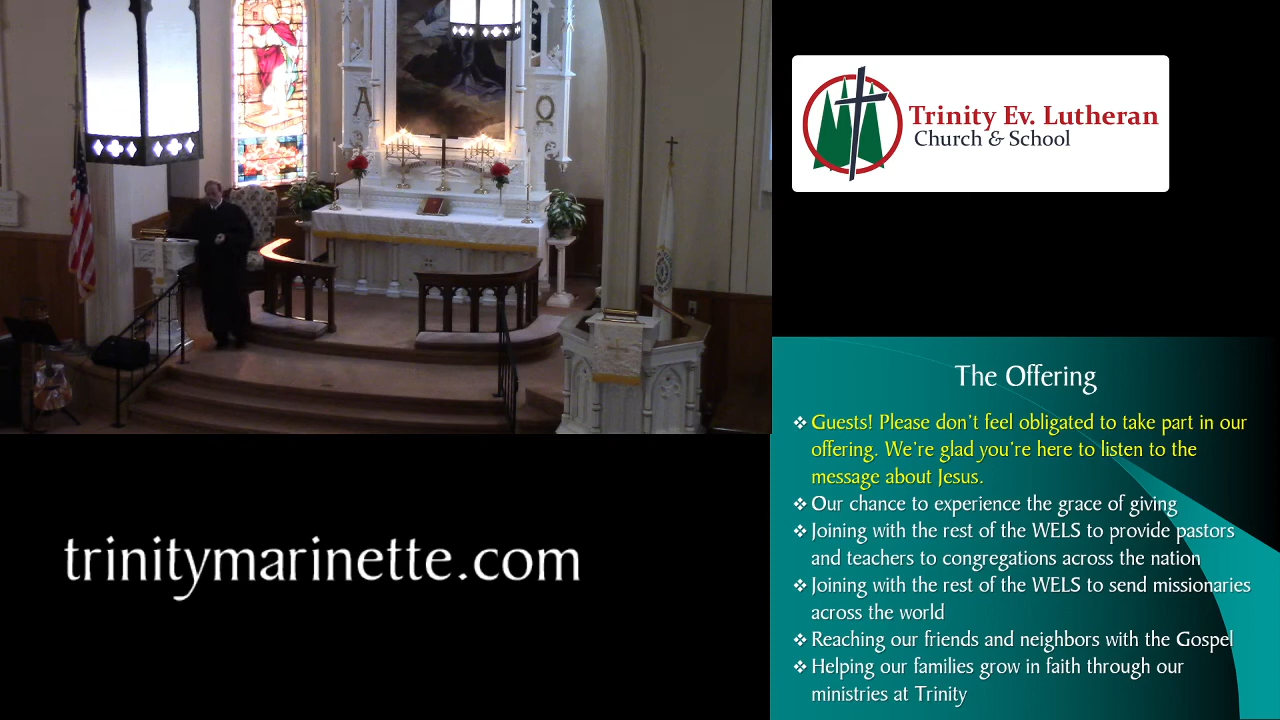 Α Ω
Trinity Ev. Lutheran
Church & School
The Offering
❖ Guests! Please don't feel obligated to take part in our
offering. We're glad you're here to listen to the
message about Jesus.
❖ Our chance to experience the grace of giving
❖ Joining with the rest of the WELS to provide pastors
and teachers to congregations across the nation
❖ Joining with the rest of the WELS to send missionaries
across the world
❖ Reaching our friends and neighbors with the Gospel
❖ Helping our families grow in faith through our
ministries at Trinity
trinitymarinette.com